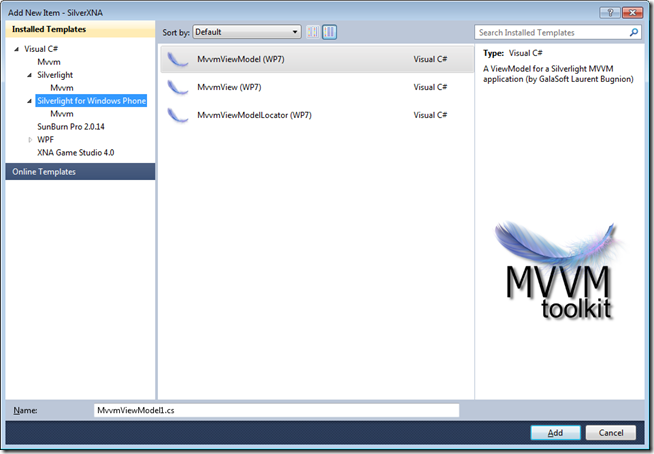 Add New Item - SilverXNA
Installed Templates
Sort by: Default
Search Installed Templates
Visual C#
Mvvm
Silverlight
Mvvm
Silverlight for Windows Phone
Mvvm
SunBurn Pro 2.0.14
WPF
XNA Game Studio 4.0
Online Templates
MvvmViewModel (WP7) Visual C#
MvvmView (WP7) Visual C#
MvvmViewModelLocator (WP7) Visual C#
Type: Visual C#
A ViewModel for a Silverlight MVVM
application (by GalaSoft Laurent Bugnion)
MVVM
toolkit
Name: MvvmViewModel1.cs
Add Cancel